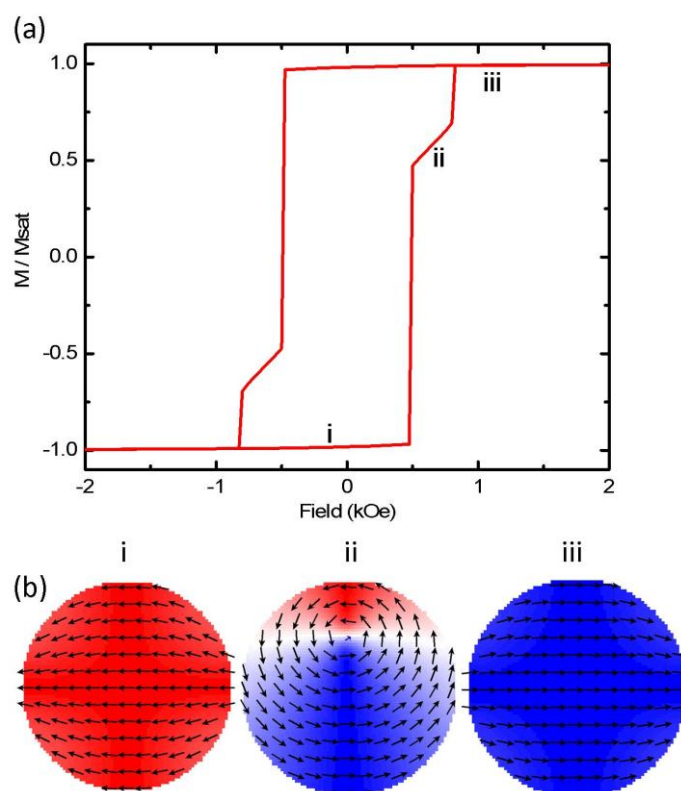 (a)
1.0
iii
0.5
ii
M / Msat
0.0
-0.5
i
-1.0
-2 -1 0 1 2
Field (kOe)
i ii iii
(b)